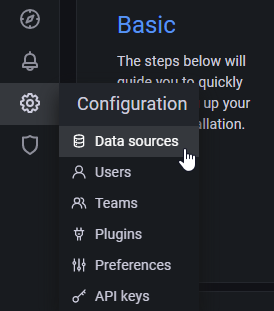 Basic
The steps below will
guide you to quickly
Configuration
up your
allation.
Data sources
Users
Teams
Plugins
Preferences
API keys